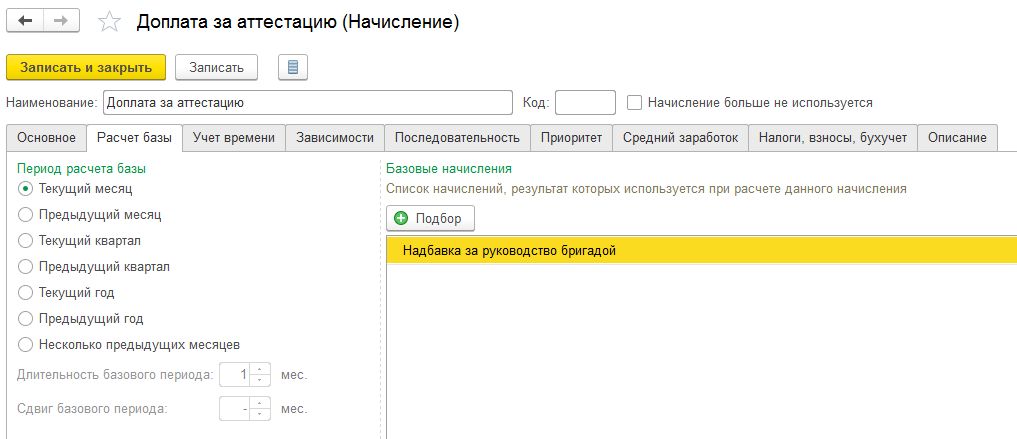 Доплата за аттестацию (Начисление)
Записать и закрыть Записать
Наименование: Доплата за аттестацию Код: Начисление больше не используется
Основное Расчет базы Учет времени Зависимости Последовательность Приоритет Средний заработок Налоги, взносы, бухучет Описание
Период расчета базы
Текущий месяц
Предыдущий месяц
Текущий квартал
Предыдущий квартал
Текущий год
Предыдущий год
Несколько предыдущих месяцев
Длительность базового периода: 1 мес.
Сдвиг базового периода: - мес.
Базовые начисления
Список начислений, результат которых используется при расчете данного начисления
Подбор
Надбавка за руководство бригадой